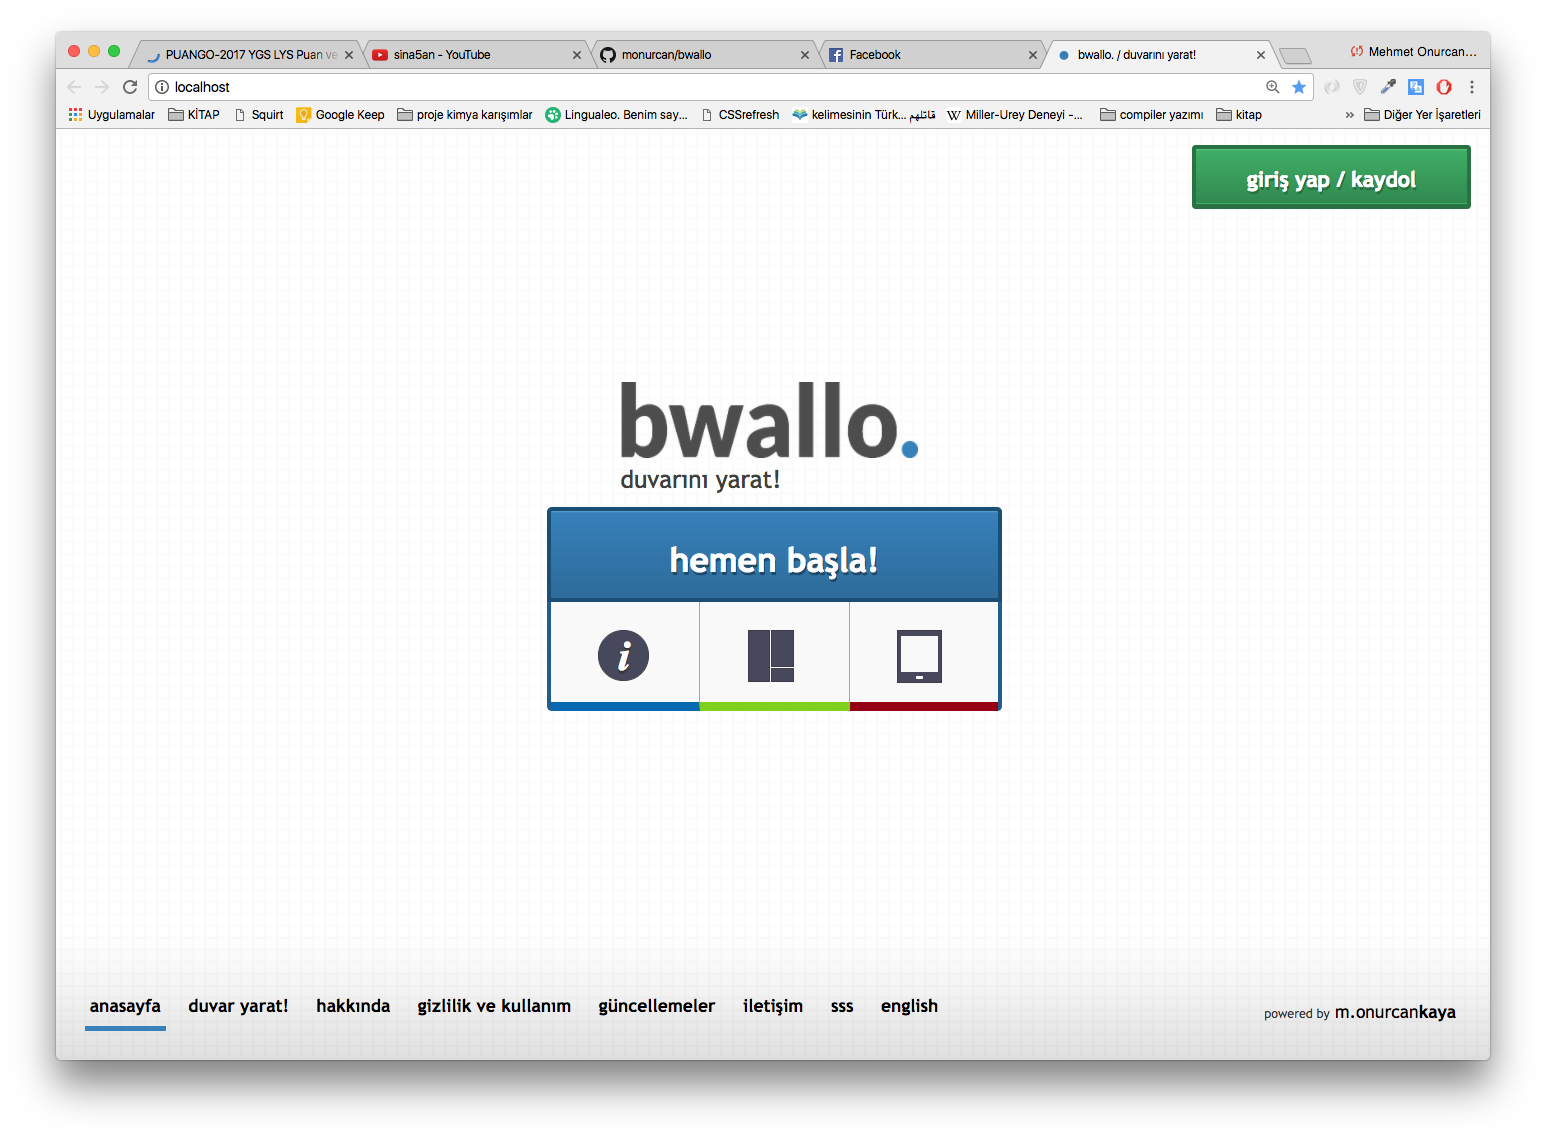 PUANGO-2017 YGS LYS Puan ve
sina5an - YouTube
monurcan/bwallo
Facebook
bwallo. / duvarını yarat!
Mehmet Onurcan...
localhost
Uygulamalar
KİTAP
Squirt
Google Keep
proje kimya karışımlar
Lingualeo. Benim say...
CSSrefresh
kelimesinin Türk... قاتلهم
W Miller-Urey Deneyi -...
compiler yazımı
kitap
» Diğer Yer İşaretleri
giriş yap / kaydol
bwallo.
duvarını yarat!
hemen başla!
i
anasayfa
duvar yarat!
hakkında
gizlilik ve kullanım
güncellemeler
iletişim
sss
english
powered by m.onurcankaya